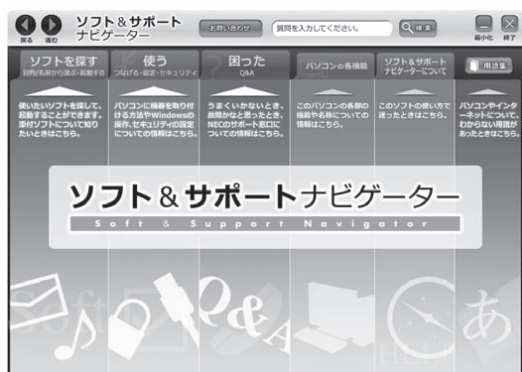 ソフト&サポート
ナビゲーター
お問い合わせ
質問を入力してください。
検索
戻る
進む
最小化
終了
ソフトを探す
目的/名前から選ぶ・起動する
使う
つなげる・設定・セキュリティ
困った
Q&A
パソコンの各機能
ソフト&サポート
ナビゲーターについて
用語集
使いたいソフトを探して、
起動することができます。
添付ソフトについて知り
たいときはこちら。
パソコンに機器を取り付
ける方法やWindowsの
操作、セキュリティの設定
についての情報はこちら。
うまくいかないとき、
故障かなと思ったとき、
NECのサポート窓口に
ついての情報はこちら。
このパソコンの各部の
機能や名称についての
情報はこちら。
このソフトの使い方で
迷ったときはこちら。
パソコンやインタ
ーネットについて、
わからない用語が
あったときはこちら。
ソフト&サポートナビゲーター
Soft & Support Navigator
Soft
Q&A
HELP
あ